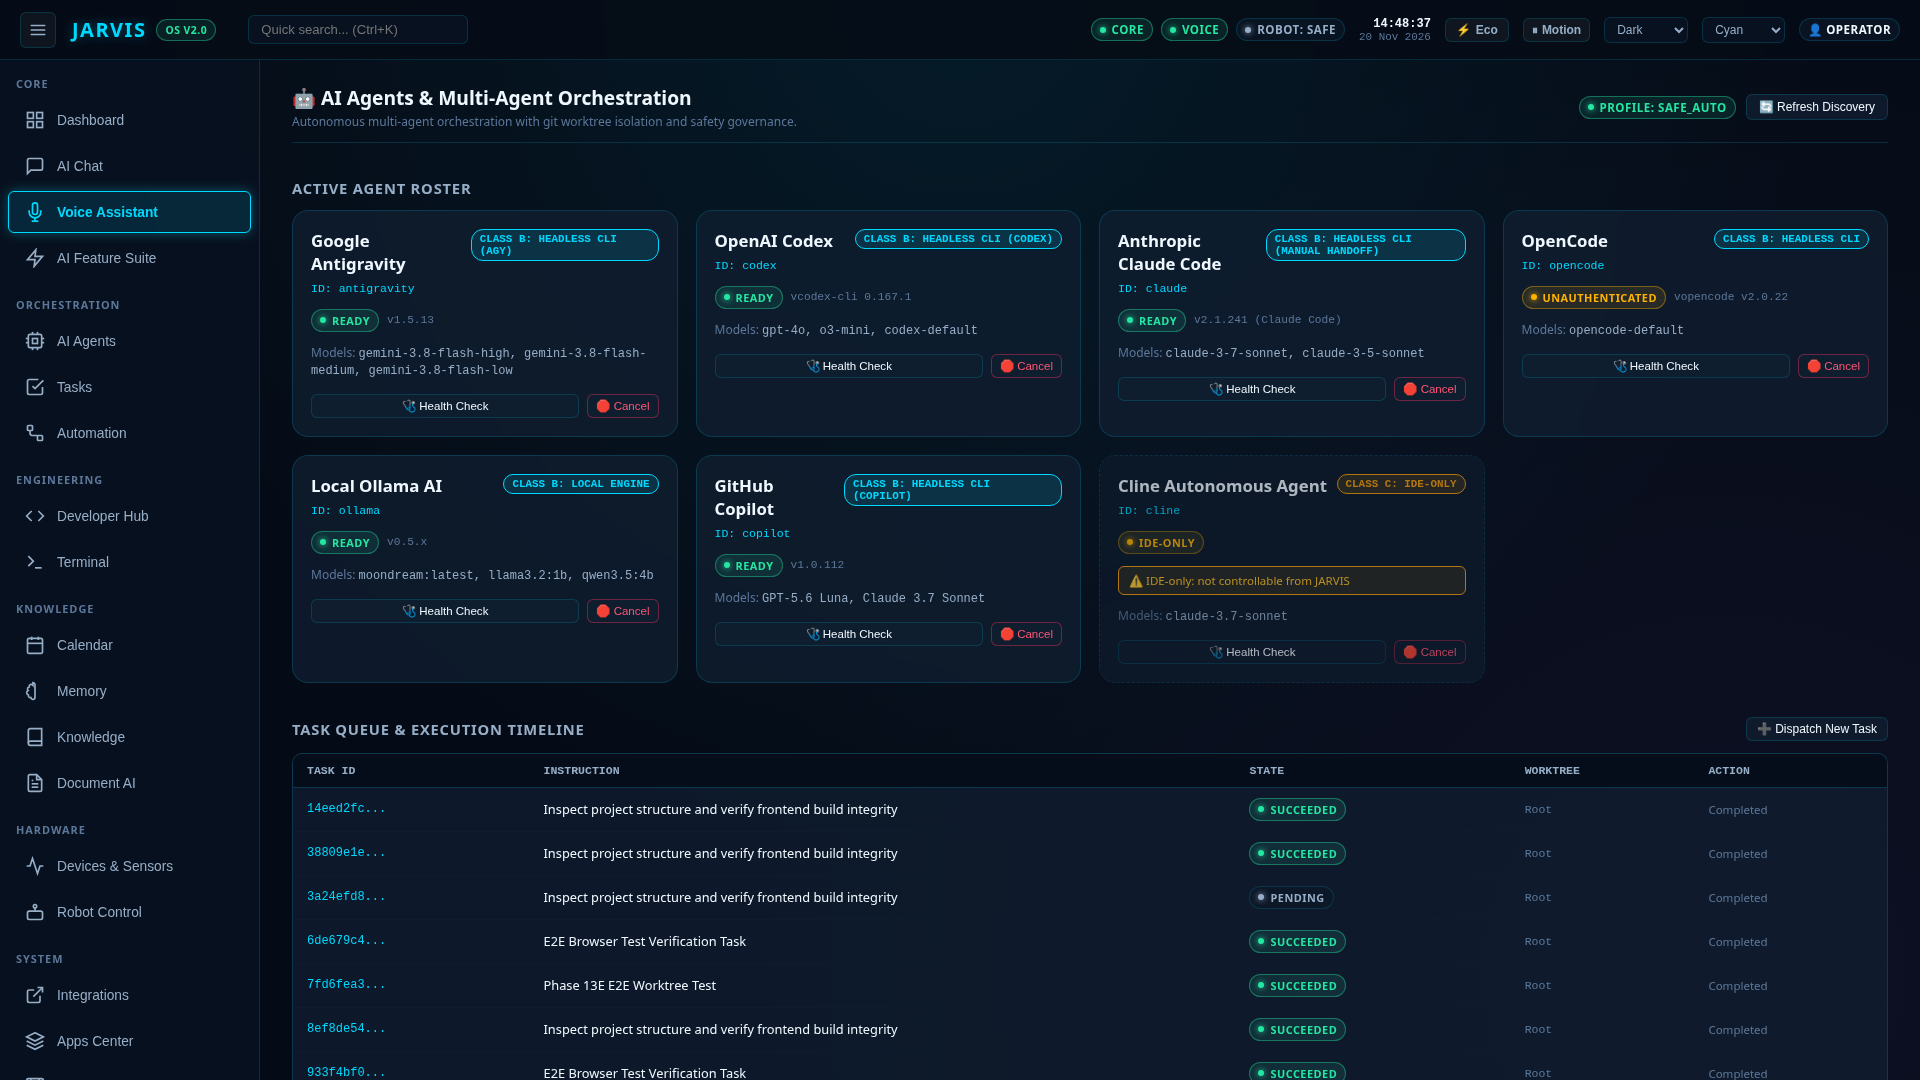 JARVIS
OS V2.0
Quick search... (Ctrl+K)
CORE
VOICE
ROBOT: SAFE
14:48:37
20 Nov 2026
⚡ Eco
Motion
Dark
Cyan
👤 OPERATOR
CORE
Dashboard
AI Chat
Voice Assistant
AI Feature Suite
ORCHESTRATION
AI Agents
Tasks
Automation
ENGINEERING
Developer Hub
Terminal
KNOWLEDGE
Calendar
Memory
Knowledge
Document AI
HARDWARE
Devices & Sensors
Robot Control
SYSTEM
Integrations
Apps Center
🤖 AI Agents & Multi-Agent Orchestration
Autonomous multi-agent orchestration with git worktree isolation and safety governance.
PROFILE: SAFE_AUTO
🔄 Refresh Discovery
ACTIVE AGENT ROSTER
Google
Antigravity
CLASS B: HEADLESS CLI
(AGY)
ID: antigravity
READY
v1.5.13
Models: gemini-3.8-flash-high, gemini-3.8-flash-
medium, gemini-3.8-flash-low
🩺 Health Check
🛑 Cancel
OpenAI Codex
CLASS B: HEADLESS CLI (CODEX)
ID: codex
READY
vcodex-cli 0.167.1
Models: gpt-4o, o3-mini, codex-default
🩺 Health Check
🛑 Cancel
Anthropic
Claude Code
CLASS B: HEADLESS CLI
(MANUAL HANDOFF)
ID: claude
READY
v2.1.241 (Claude Code)
Models: claude-3-7-sonnet, claude-3-5-sonnet
🩺 Health Check
🛑 Cancel
OpenCode
CLASS B: HEADLESS CLI
ID: opencode
UNAUTHENTICATED
vopencode v2.0.22
Models: opencode-default
🩺 Health Check
🛑 Cancel
Local Ollama AI
CLASS B: LOCAL ENGINE
ID: ollama
READY
v0.5.x
Models: moondream:latest, llama3.2:1b, qwen3.5:4b
🩺 Health Check
🛑 Cancel
GitHub
Copilot
CLASS B: HEADLESS CLI
(COPILOT)
ID: copilot
READY
v1.0.112
Models: GPT-5.6 Luna, Claude 3.7 Sonnet
🩺 Health Check
🛑 Cancel
Cline Autonomous Agent
CLASS C: IDE-ONLY
ID: cline
IDE-ONLY
⚠️ IDE-only: not controllable from JARVIS
Models: claude-3.7-sonnet
🩺 Health Check
🛑 Cancel
TASK QUEUE & EXECUTION TIMELINE
➕ Dispatch New Task
TASK ID INSTRUCTION STATE WORKTREE ACTION
14eed2fc... Inspect project structure and verify frontend build integrity SUCCEEDED Root Completed
38809e1e... Inspect project structure and verify frontend build integrity SUCCEEDED Root Completed
3a24efd8... Inspect project structure and verify frontend build integrity PENDING Root Completed
6de679c4... E2E Browser Test Verification Task SUCCEEDED Root Completed
7fd6fea3... Phase 13E E2E Worktree Test SUCCEEDED Root Completed
8ef8de54... Inspect project structure and verify frontend build integrity SUCCEEDED Root Completed
933f4bf0... E2E Browser Test Verification Task SUCCEEDED Root Completed